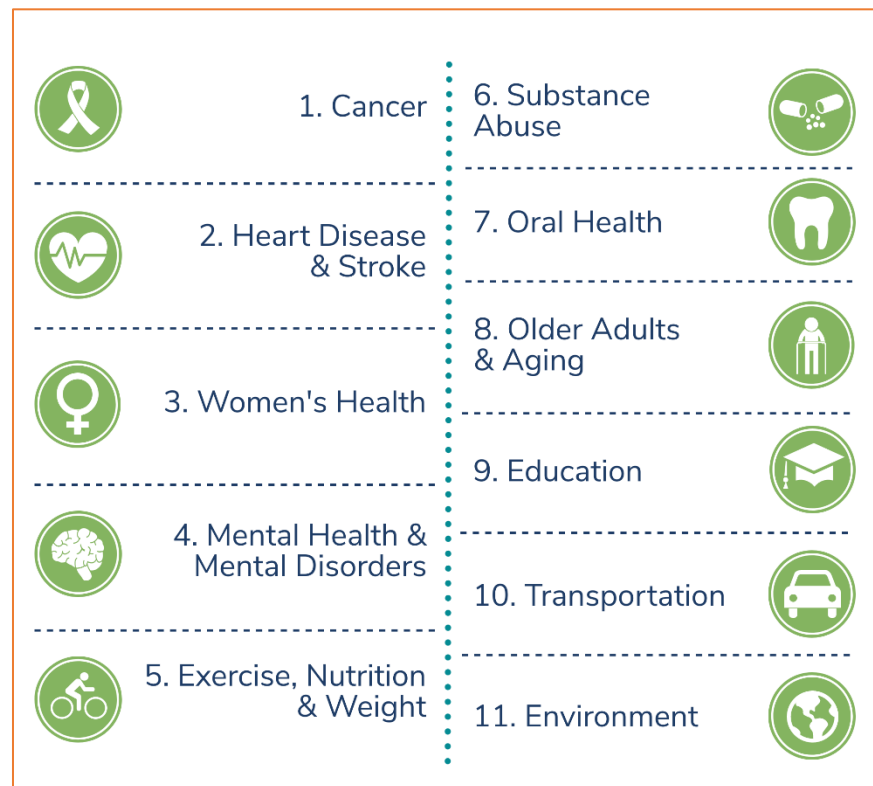 1. Cancer
2. Heart Disease
& Stroke
3. Women's Health
4. Mental Health &
Mental Disorders
5. Exercise, Nutrition
& Weight
6. Substance
Abuse
7. Oral Health
8. Older Adults
& Aging
9. Education
10. Transportation
11. Environment